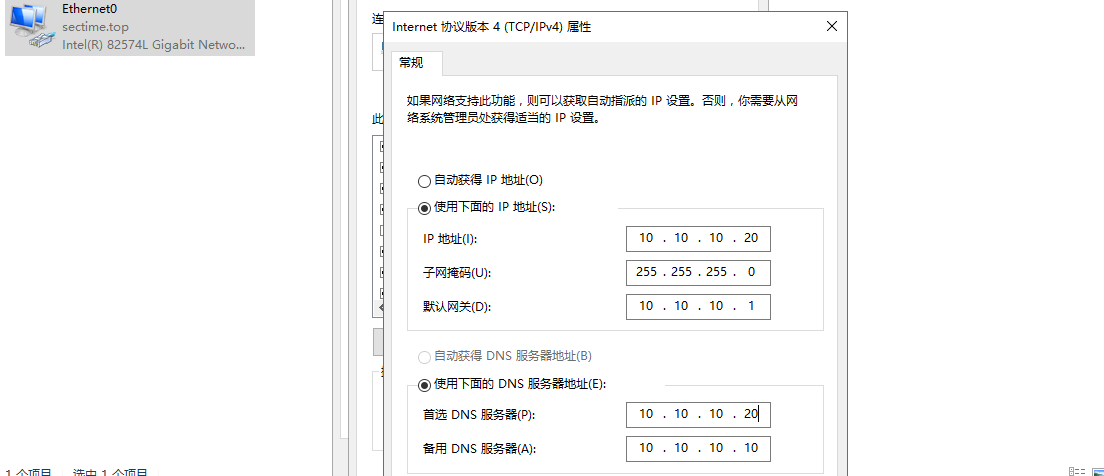 Ethernet0
sectime.top
Intel(R) 82574L Gigabit Netwo...
Internet 协议版本 4 (TCP/IPv4) 属性
常规
如果网络支持此功能，则可以获取自动指派的 IP 设置。否则，你需要从网
络系统管理员处获得适当的 IP 设置。
自动获得 IP 地址(O)
使用下面的 IP 地址(S):
IP 地址(I): 10 . 10 . 10 . 20
子网掩码(U): 255 . 255 . 255 . 0
默认网关(D): 10 . 10 . 10 . 1
自动获得 DNS 服务器地址(B)
使用下面的 DNS 服务器地址(E):
首选 DNS 服务器(P): 10 . 10 . 10 . 20
备用 DNS 服务器(A): 10 . 10 . 10 . 10
1 个项目 选中 1 个项目